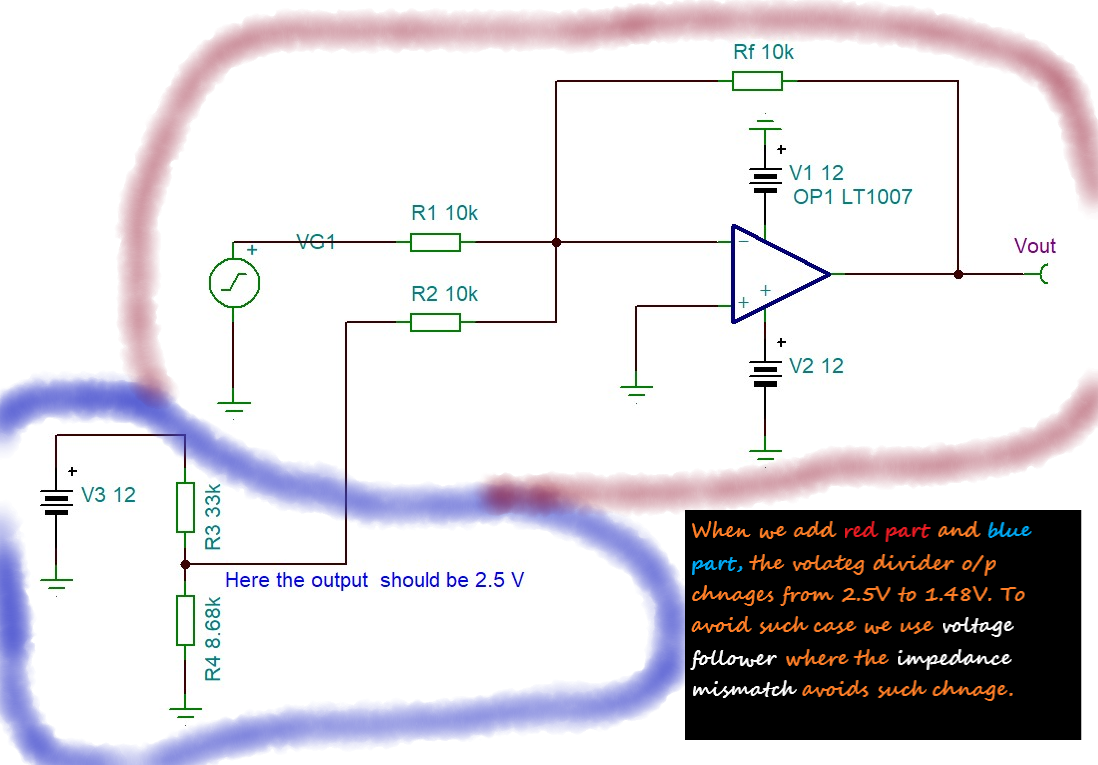 Rf 10k
+
V1 12
OP1 LT1007
R1 10k
VG1
+
−
Vout
R2 10k
+
+
+
V2 12
+
V3 12
R3 33k
Here the output should be 2.5 V
R4 8.68k
When we add red part and blue
part, the volateg divider o/p
chnages from 2.5V to 1.48V. To
avoid such case we use voltage
follower where the impedance
mismatch avoids such chnage.